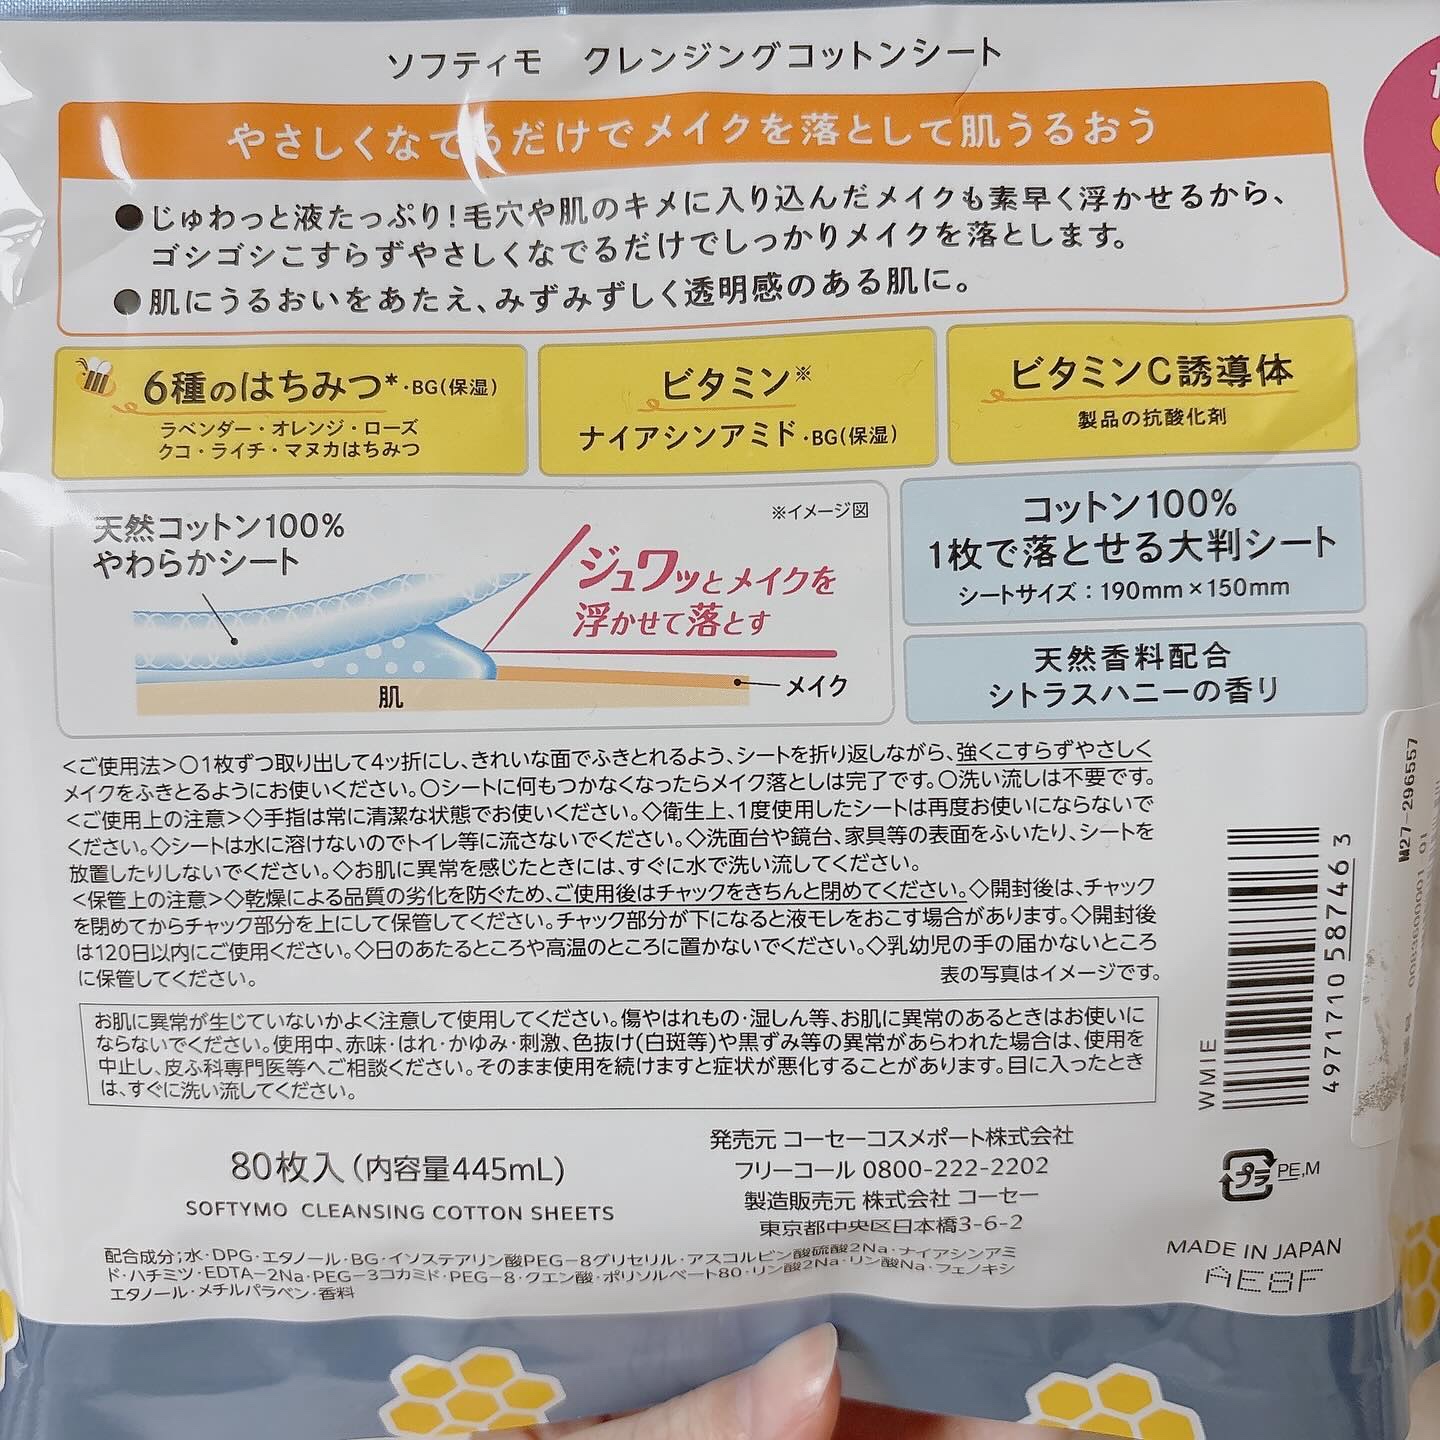 ソフティモ　クレンジングコットンシート
やさしくなでるだけでメイクを落として肌うるおう
●じゅわっと液たっぷり!毛穴や肌のキメに入り込んだメイクも素早く浮かせるから、
ゴシゴシこすらずやさしくなでるだけでしっかりメイクを落とします。
●肌にうるおいをあたえ、みずみずしく透明感のある肌に。
6種のはちみつ*・BG(保湿)
ラベンダー・オレンジ・ローズ
クコ・ライチ・マヌカはちみつ
ビタミン※
ナイアシンアミド・BG(保湿)
ビタミンC誘導体
製品の抗酸化剤
天然コットン100%
やわらかシート
※イメージ図
ジュワッとメイクを
浮かせて落とす
肌
メイク
コットン100%
1枚で落とせる大判シート
シートサイズ：190mm×150mm
天然香料配合
シトラスハニーの香り
<ご使用法>○1枚ずつ取り出して4ッ折にし、きれいな面でふきとれるよう、シートを折り返しながら、強くこすらずやさしく
メイクをふきとるようにお使いください。○シートに何もつかなくなったらメイク落としは完了です。○洗い流しは不要です。
<ご使用上の注意>◇手指は常に清潔な状態でお使いください。◇衛生上、1度使用したシートは再度お使いにならないで
ください。◇シートは水に溶けないのでトイレ等に流さないでください。◇洗面台や鏡台、家具等の表面をふいたり、シートを
放置したりしないでください。◇お肌に異常を感じたときには、すぐに水で洗い流してください。
<保管上の注意>◇乾燥による品質の劣化を防ぐため、ご使用後はチャックをきちんと閉めてください。◇開封後は、チャック
を閉めてからチャック部分を上にして保管してください。チャック部分が下になると液モレをおこす場合があります。◇開封後
は120日以内にご使用ください。◇日のあたるところや高温のところに置かないでください。◇乳幼児の手の届かないところ
に保管してください。
表の写真はイメージです。
お肌に異常が生じていないかよく注意して使用してください。傷やはれもの・湿しん等、お肌に異常のあるときはお使いに
ならないでください。使用中、赤味・はれ・かゆみ・刺激、色抜け(白斑等)や黒ずみ等の異常があらわれた場合は、使用を
中止し、皮ふ科専門医等へご相談ください。そのまま使用を続けますと症状が悪化することがあります。目に入ったとき
は、すぐに洗い流してください。
80枚入(内容量445mL)
SOFTYMO CLEANSING COTTON SHEETS
発売元 コーセーコスメポート株式会社
フリーコール 0800-222-2202
製造販売元 株式会社 コーセー
東京都中央区日本橋3-6-2
配合成分;水・DPG・エタノール・BG・イソステアリン酸PEG-8グリセリル・アスコルビン酸硫酸2Na・ナイアシンアミ
ド・ハチミツ・EDTA-2Na・PEG-3コカミド・PEG-8・クエン酸・ポリソルベート80・リン酸2Na・リン酸Na・フェノキシ
エタノール・メチルパラベン・香料
WMIE
4971710 587463
プラ
PE,M
MADE IN JAPAN
AE8F
M27-296557